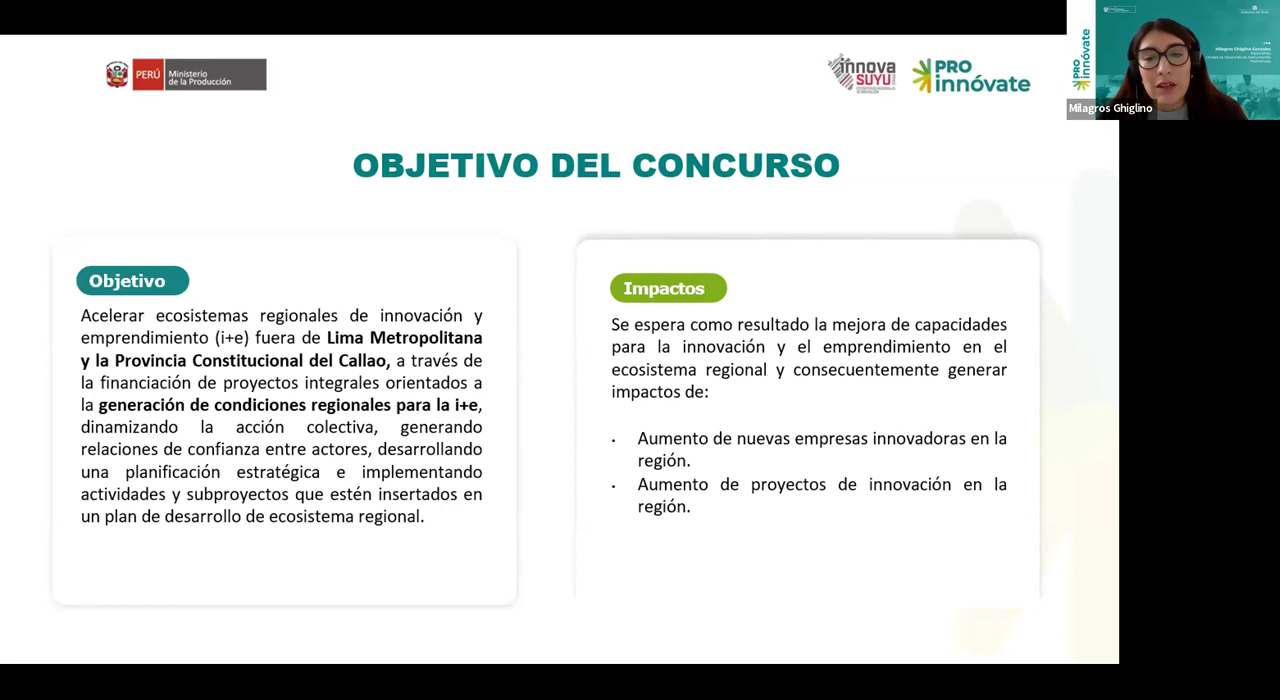 PERÚ
Ministerio
de la Producción
innova
SUYU
PRO
innóvate
OBJETIVO DEL CONCURSO
Objetivo
Acelerar ecosistemas regionales de innovación y
emprendimiento (i+e) fuera de Lima Metropolitana
y la Provincia Constitucional del Callao, a través de
la financiación de proyectos integrales orientados a
la generación de condiciones regionales para la i+e,
dinamizando la acción colectiva, generando
relaciones de confianza entre actores, desarrollando
una planificación estratégica e implementando
actividades y subproyectos que estén insertados en
un plan de desarrollo de ecosistema regional.
Impactos
Se espera como resultado la mejora de capacidades
para la innovación y el emprendimiento en el
ecosistema regional y consecuentemente generar
impactos de:
· Aumento de nuevas empresas innovadoras en la
región.
· Aumento de proyectos de innovación en la
región.
PRO
innóvate
Milagros Ghiglino